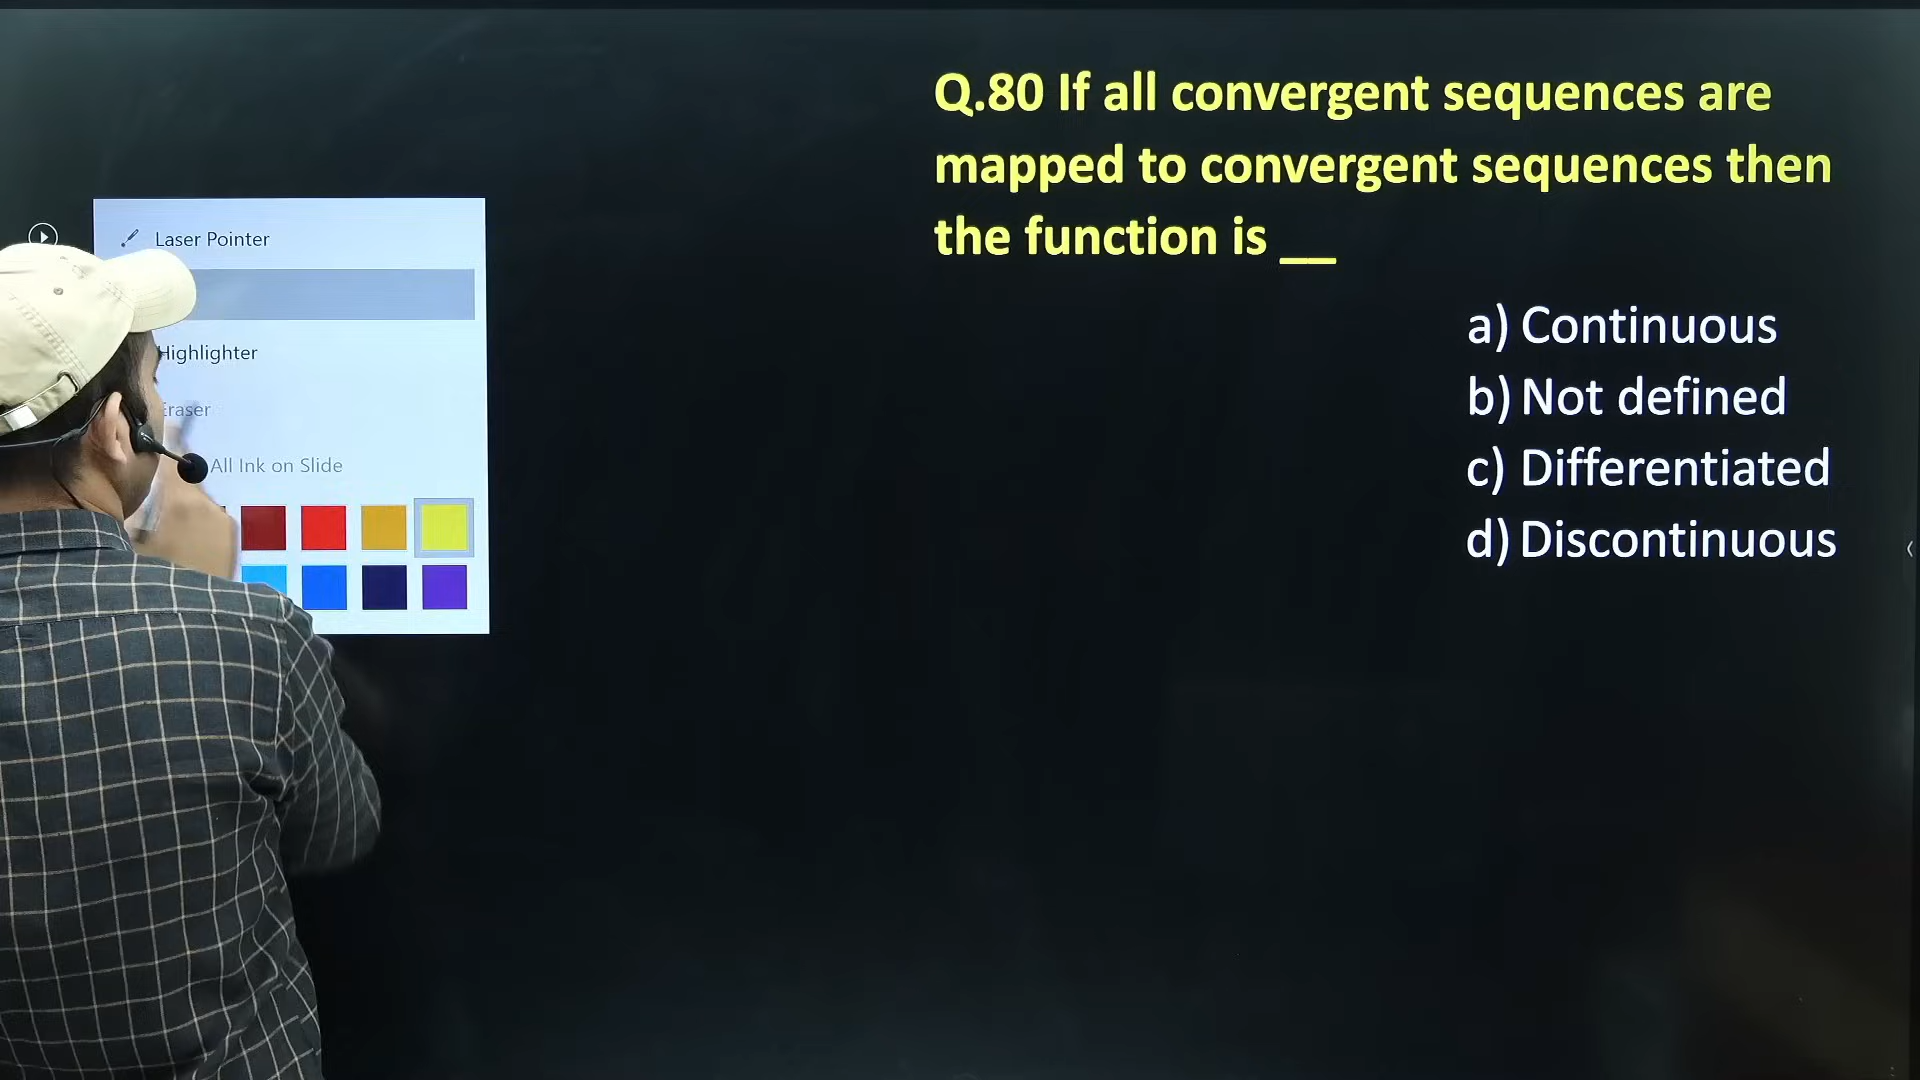 Q.80 If all convergent sequences are
mapped to convergent sequences then
the function is __
a) Continuous
b) Not defined
c) Differentiated
d) Discontinuous
Laser Pointer
Highlighter
Eraser
All Ink on Slide